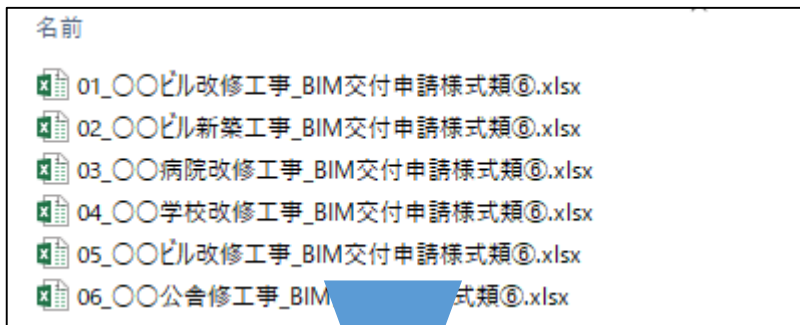 名前
01_〇〇ビル改修工事_BIM交付申請様式類⑥.xlsx
02_〇〇ビル新築工事_BIM交付申請様式類⑥.xlsx
03_〇〇病院改修工事_BIM交付申請様式類⑥.xlsx
04_〇〇学校改修工事_BIM交付申請様式類⑥.xlsx
05_〇〇ビル改修工事_BIM交付申請様式類⑥.xlsx
06_〇〇公舎修工事_BIM 式類⑥.xlsx